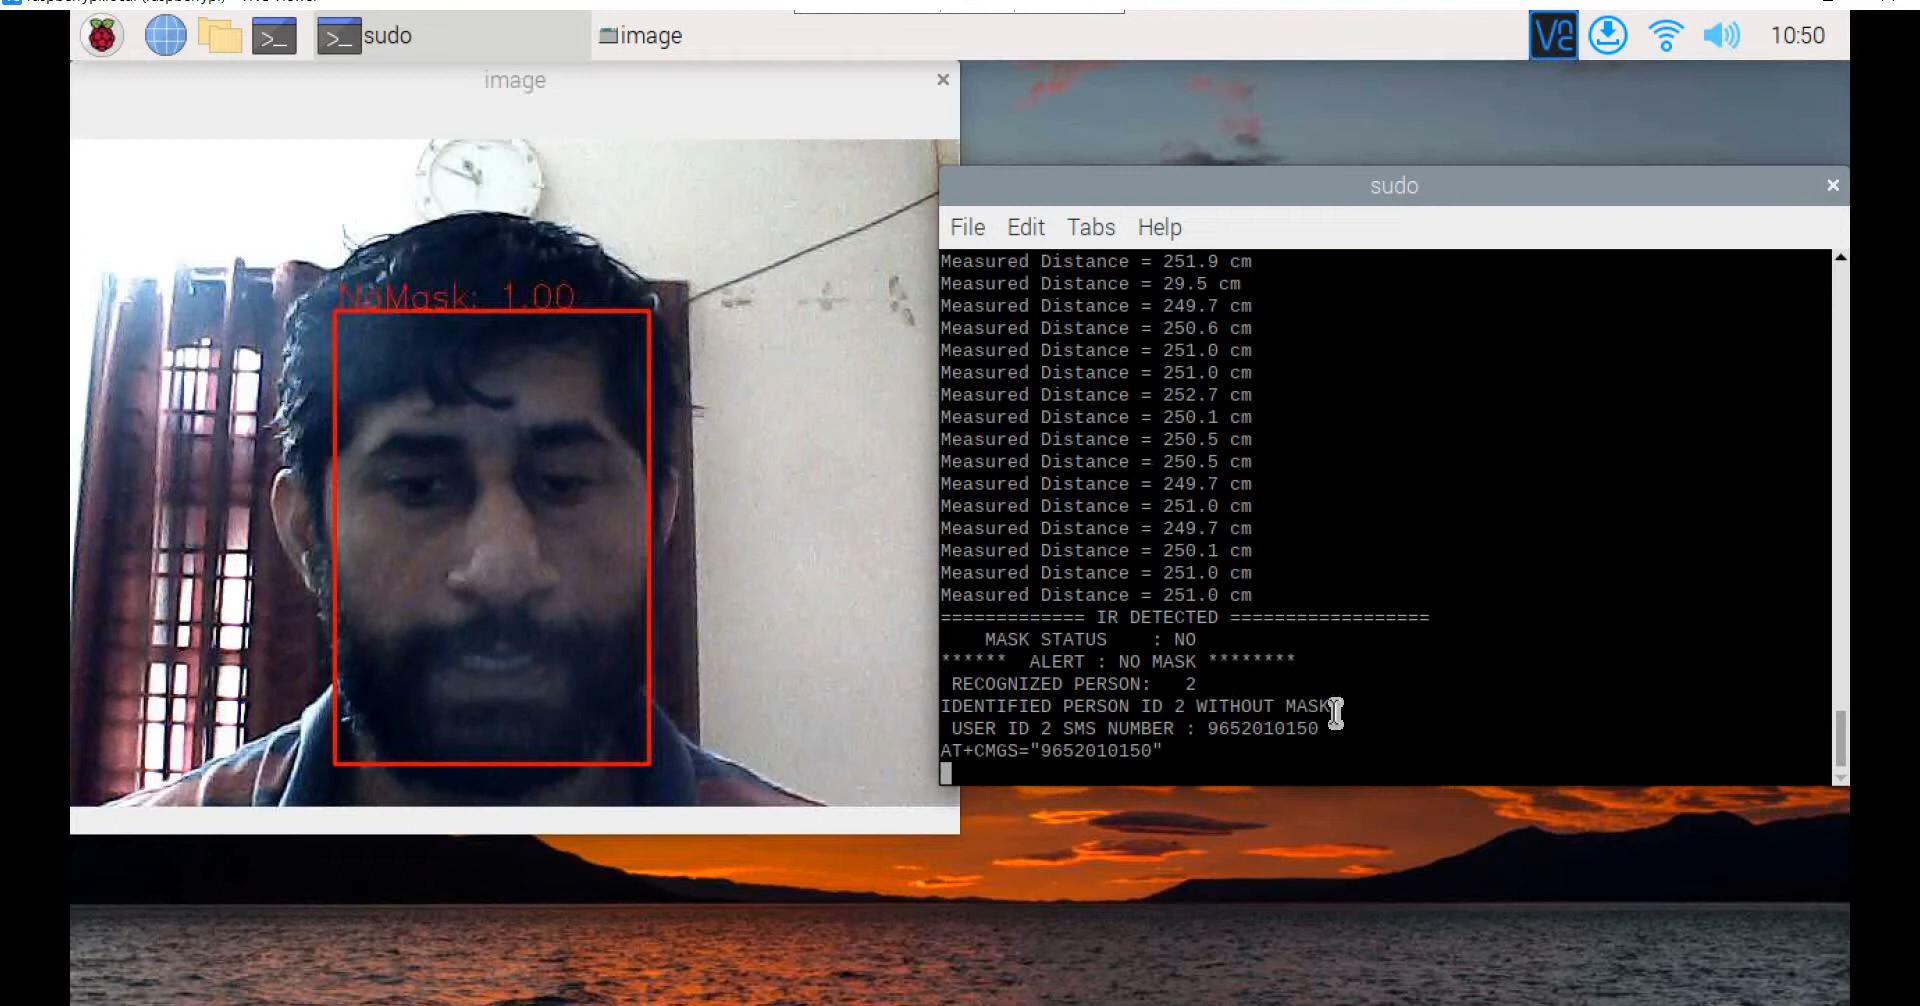 sudo
image
10:50
image
NoMask: 1.00
sudo
File Edit Tabs Help
Measured Distance = 251.9 cm
Measured Distance = 29.5 cm
Measured Distance = 249.7 cm
Measured Distance = 250.6 cm
Measured Distance = 251.0 cm
Measured Distance = 251.0 cm
Measured Distance = 252.7 cm
Measured Distance = 250.1 cm
Measured Distance = 250.5 cm
Measured Distance = 250.5 cm
Measured Distance = 249.7 cm
Measured Distance = 251.0 cm
Measured Distance = 249.7 cm
Measured Distance = 250.1 cm
Measured Distance = 251.0 cm
Measured Distance = 251.0 cm
============= IR DETECTED ==================
MASK STATUS : NO
****** ALERT : NO MASK ********
RECOGNIZED PERSON: 2
IDENTIFIED PERSON ID 2 WITHOUT MASK
USER ID 2 SMS NUMBER : 9652010150
AT+CMGS="9652010150"